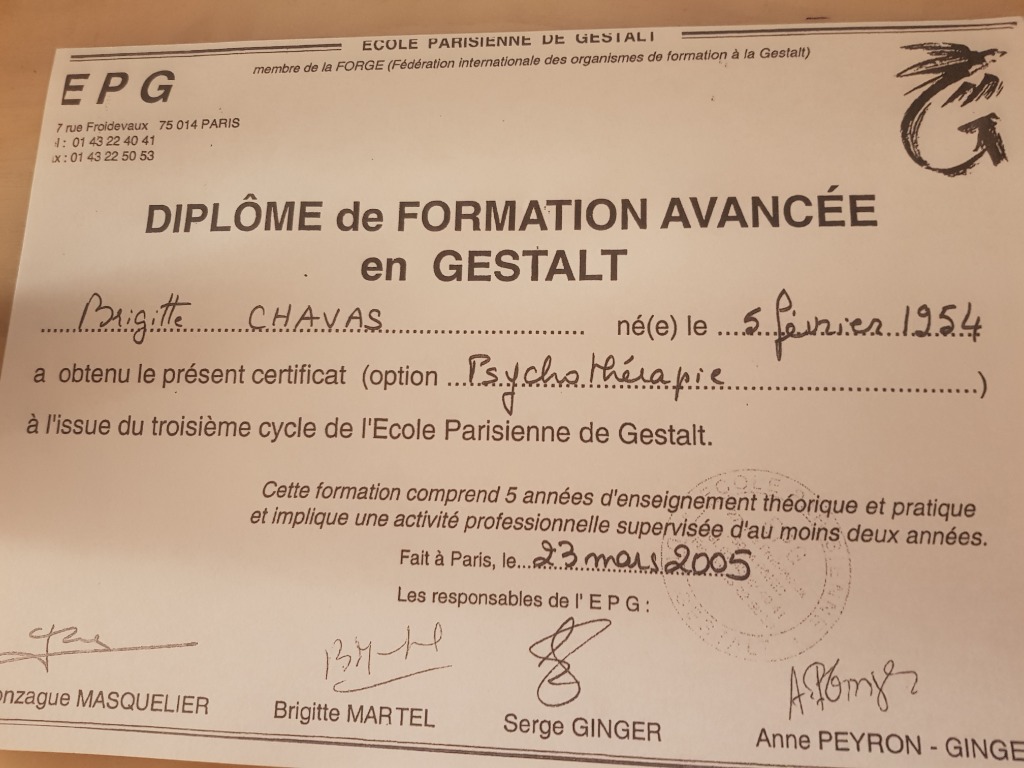 ECOLE PARISIENNE DE GESTALT
membre de la FORGE (Fédération internationale des organismes de formation à la Gestalt)
EPG
7 rue Froidevaux 75 014 PARIS
: 01 43 22 40 41
x : 01 43 22 50 53
DIPLÔME de FORMATION AVANCÉE
en GESTALT
Brigitte CHAVAS né(e) le 5 février 1954
a obtenu le présent certificat (option Psychothérapie)
à l'issue du troisième cycle de l'Ecole Parisienne de Gestalt.
Cette formation comprend 5 années d'enseignement théorique et pratique
et implique une activité professionnelle supervisée d'au moins deux années.
Fait à Paris, le 23 mars 2005
Les responsables de l' E P G :
onzague MASQUELIER
Brigitte MARTEL
Serge GINGER
Anne PEYRON - GINGE